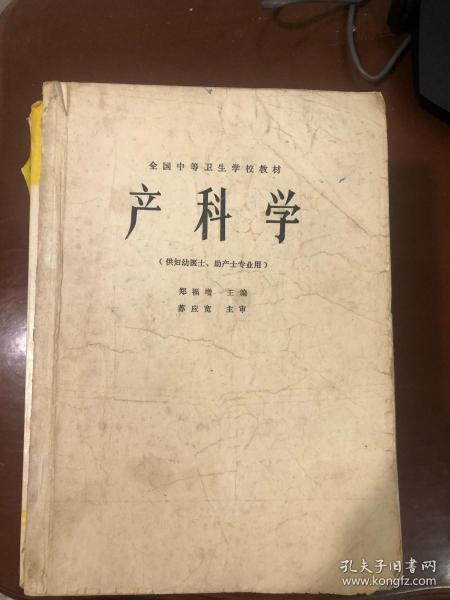 全国中等卫生学校教材
产科学
（供妇幼医士、助产士专业用）
郑福增 主编
苏应宽 主审
孔夫子旧书网
www.kongfz.com